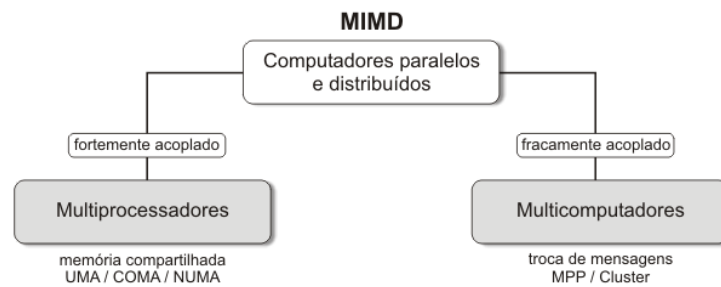 MIMD
Computadores paralelos
e distribuídos
fortemente acoplado
fracamente acoplado
Multiprocessadores
Multicomputadores
memória compartilhada
UMA / COMA / NUMA
troca de mensagens
MPP / Cluster